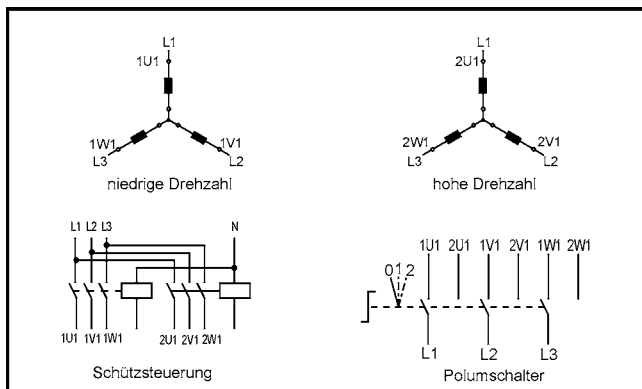 L1
1U1
1W1
1V1
L3
L2
niedrige Drehzahl
L1
2U1
2W1
2V1
L3
L2
hohe Drehzahl
L1 L2 L3 N
1U1 1V1 1W1 2U1 2V1 2W1
Schützsteuerung
1U1 2U1 1V1 2V1 1W1 2W1
0 1 2
L1 L2 L3
Polumschalter